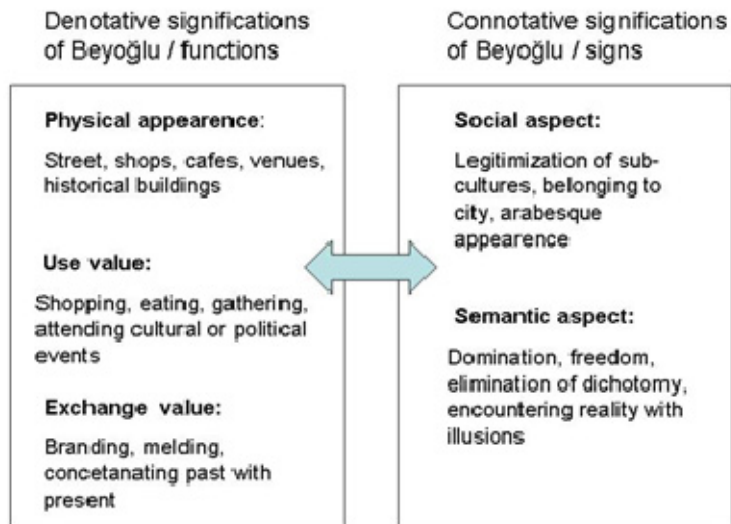 Denotative significations
of Beyoğlu / functions
Physical appearence:
Street, shops, cafes, venues,
historical buildings
Use value:
Shopping, eating, gathering,
attending cultural or political
events
Exchange value:
Branding, melding,
concetanating past with
present
Connotative significations
of Beyoğlu / signs
Social aspect:
Legitimization of sub-
cultures, belonging to
city, arabesque
appearence
Semantic aspect:
Domination, freedom,
elimination of dichotomy,
encountering reality with
illusions